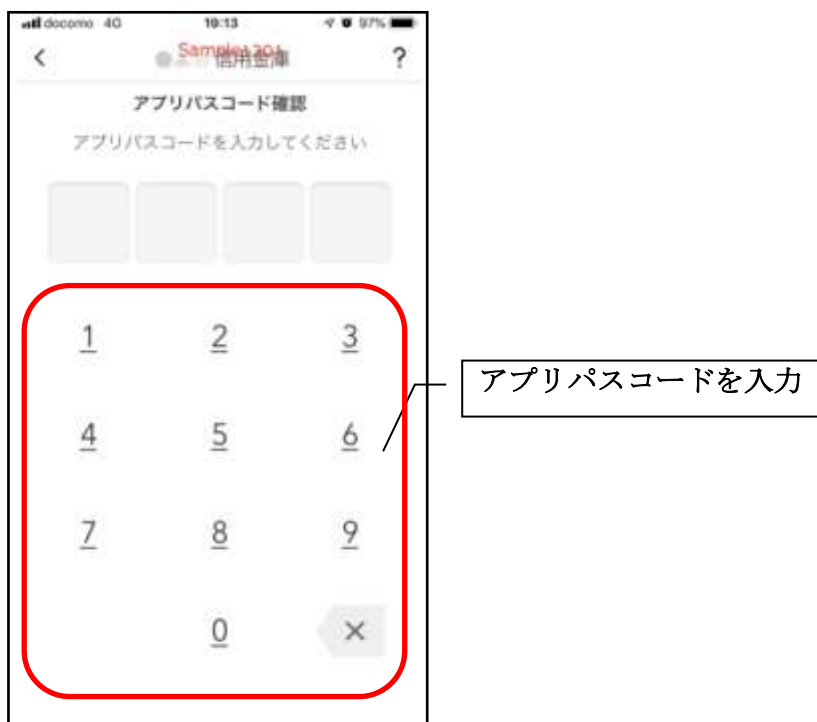 docomo 4G 19:13 97%
Sample1201
信用金庫
?
アプリパスコード確認
アプリパスコードを入力してください
1 2 3
アプリパスコードを入力
4 5 6
7 8 9
0 ×